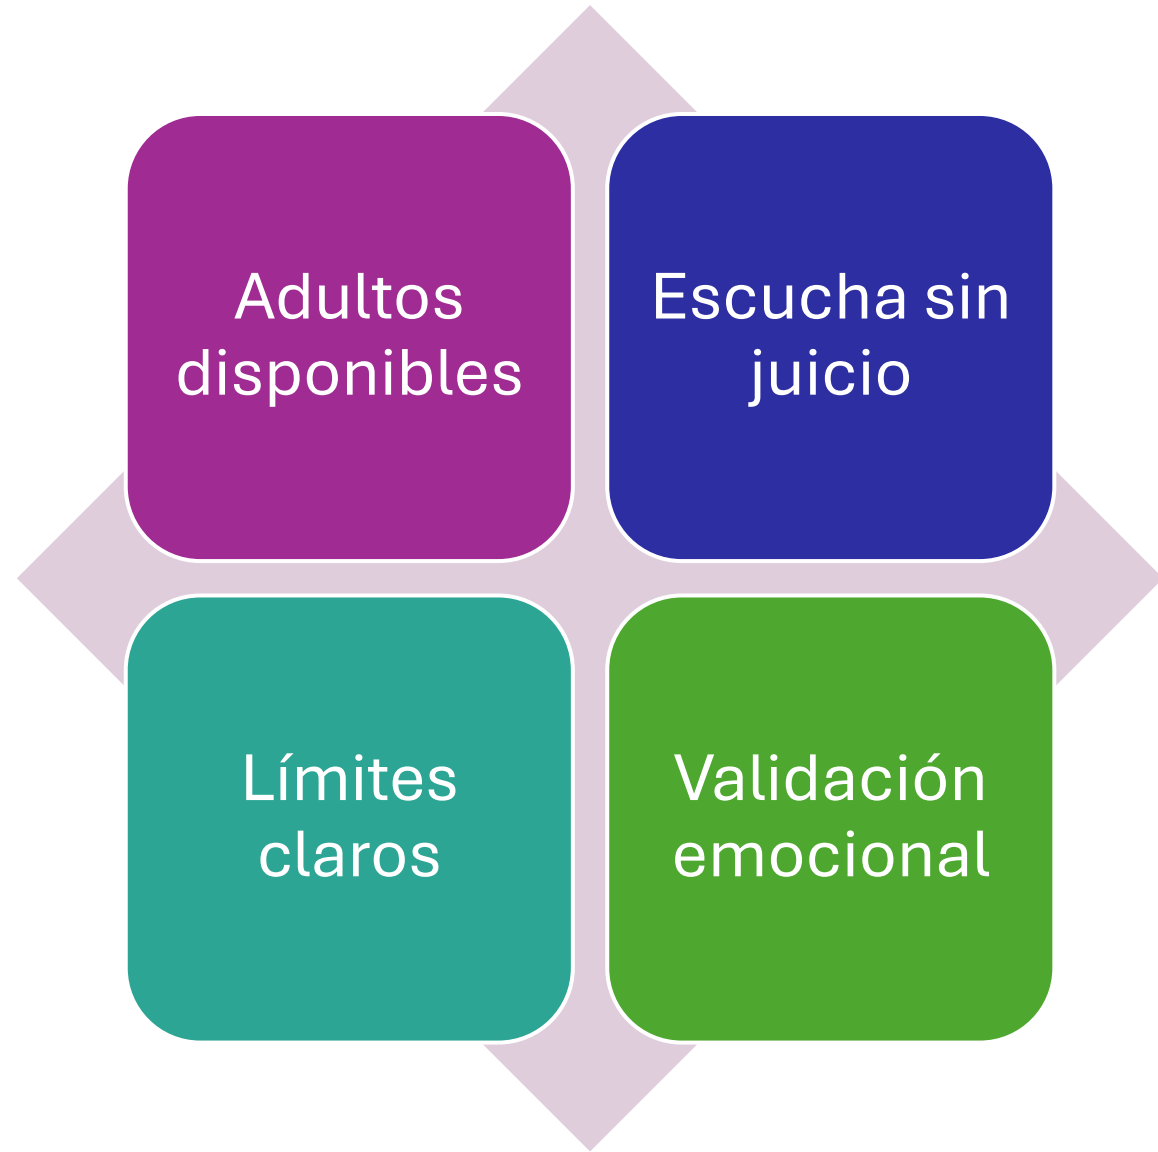 Adultos
disponibles
Escucha sin
juicio
Límites
claros
Validación
emocional